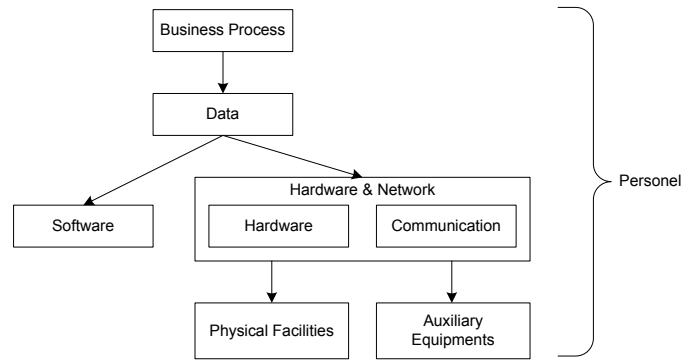 Business Process
Data
Hardware & Network
Software
Hardware
Communication
Personel
Physical Facilities
Auxiliary
Equipments